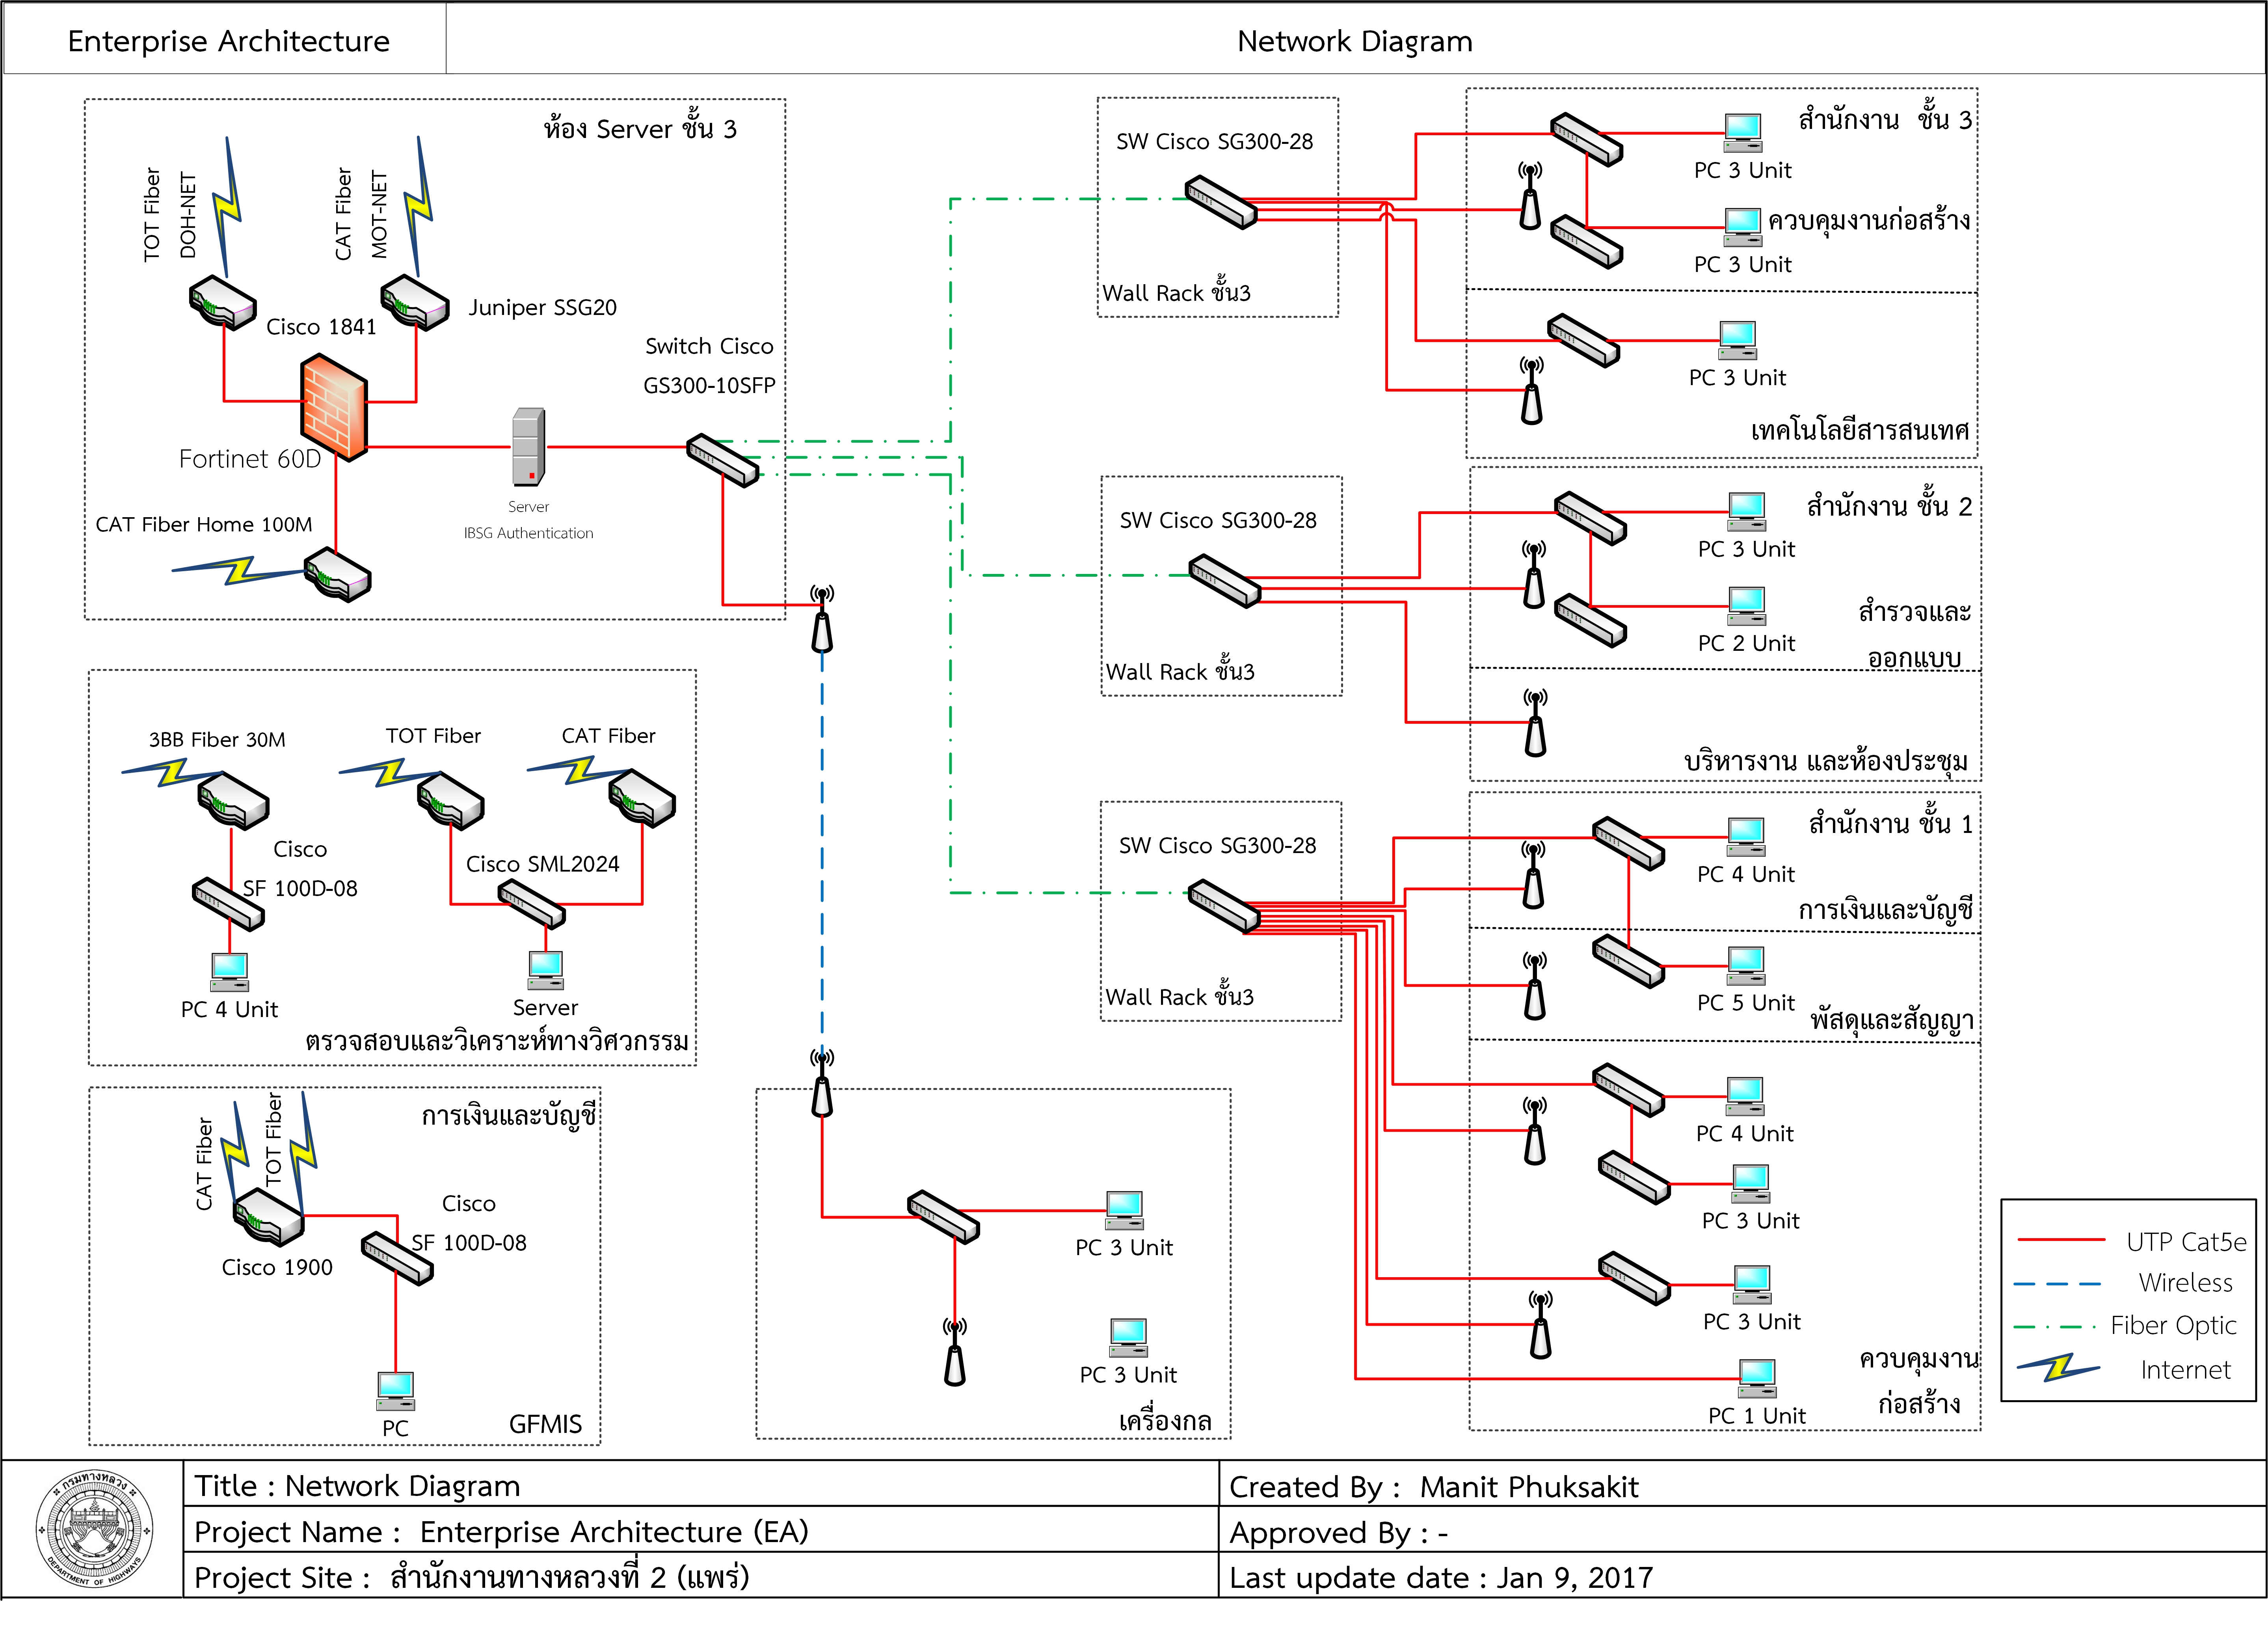 Enterprise Architecture
Network Diagram
ห้อง Server ชั้น 3
TOT Fiber
DOH-NET
CAT Fiber
MOT-NET
Cisco 1841
Juniper SSG20
Switch Cisco
GS300-10SFP
Fortinet 60D
Server
IBSG Authentication
CAT Fiber Home 100M
SW Cisco SG300-28
Wall Rack ชั้น3
สำนักงาน ชั้น 3
PC 3 Unit
ควบคุมงานก่อสร้าง
PC 3 Unit
PC 3 Unit
เทคโนโลยีสารสนเทศ
SW Cisco SG300-28
Wall Rack ชั้น3
สำนักงาน ชั้น 2
PC 3 Unit
สำรวจและ
PC 2 Unit
ออกแบบ
บริหารงาน และห้องประชุม
3BB Fiber 30M
TOT Fiber
CAT Fiber
Cisco
SF 100D-08
Cisco SML2024
PC 4 Unit
Server
ตรวจสอบและวิเคราะห์ทางวิศวกรรม
SW Cisco SG300-28
Wall Rack ชั้น3
สำนักงาน ชั้น 1
PC 4 Unit
การเงินและบัญชี
PC 5 Unit
พัสดุและสัญญา
PC 4 Unit
PC 3 Unit
PC 3 Unit
ควบคุมงาน
ก่อสร้าง
PC 1 Unit
การเงินและบัญชี
CAT Fiber
TOT Fiber
Cisco
SF 100D-08
Cisco 1900
PC
GFMIS
PC 3 Unit
PC 3 Unit
เครื่องกล
UTP Cat5e
Wireless
Fiber Optic
Internet
กรมทางหลวง
DEPARTMENT OF HIGHWAYS
Title : Network Diagram
Created By : Manit Phuksakit
Project Name : Enterprise Architecture (EA)
Approved By : -
Project Site : สำนักงานทางหลวงที่ 2 (แพร่)
Last update date : Jan 9, 2017